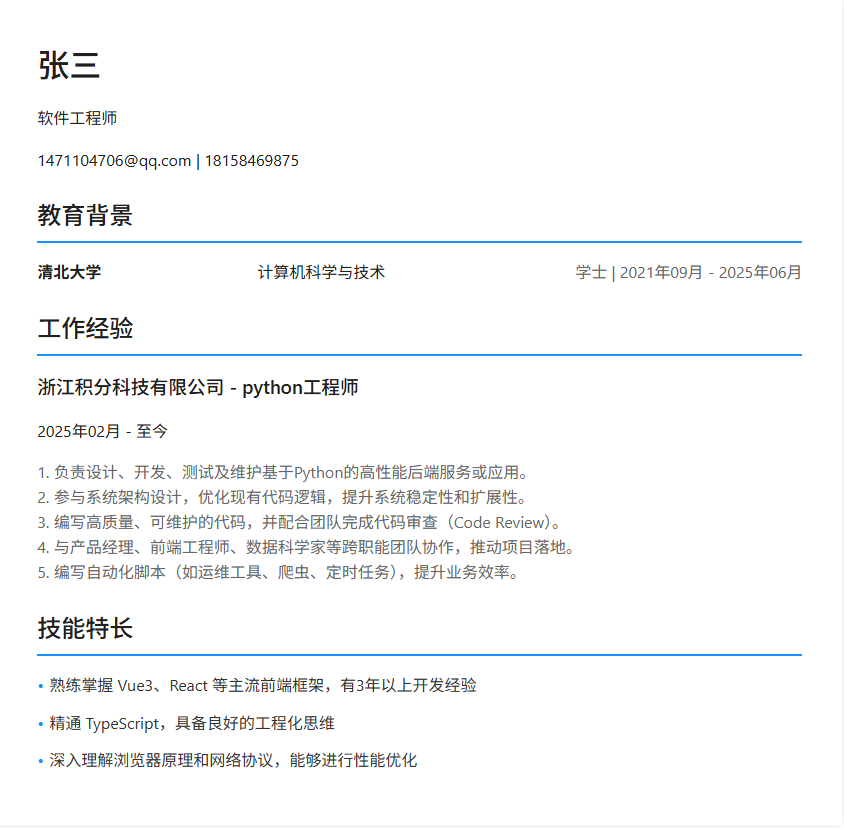 张三
软件工程师
1471104706@qq.com | 18158469875
教育背景
清北大学 计算机科学与技术 学士 | 2021年09月 - 2025年06月
工作经验
浙江积分科技有限公司 - python工程师
2025年02月 - 至今
1. 负责设计、开发、测试及维护基于Python的高性能后端服务或应用。
2. 参与系统架构设计，优化现有代码逻辑，提升系统稳定性和扩展性。
3. 编写高质量、可维护的代码，并配合团队完成代码审查（Code Review）。
4. 与产品经理、前端工程师、数据科学家等跨职能团队协作，推动项目落地。
5. 编写自动化脚本（如运维工具、爬虫、定时任务），提升业务效率。
技能特长
• 熟练掌握 Vue3、React 等主流前端框架，有3年以上开发经验
• 精通 TypeScript，具备良好的工程化思维
• 深入理解浏览器原理和网络协议，能够进行性能优化